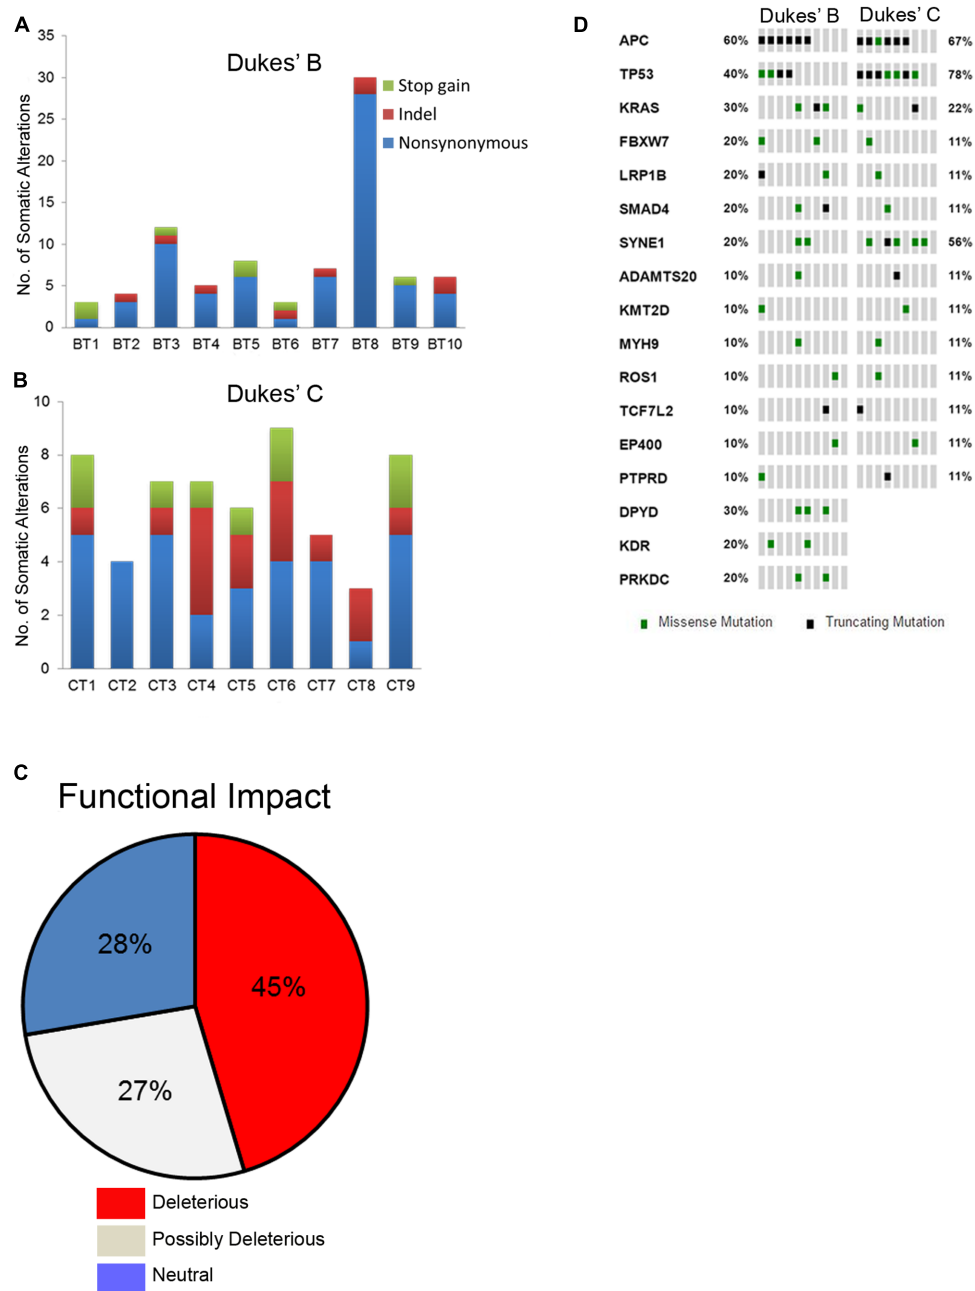 A
Dukes' B
No. of Somatic Alterations
35
30
25
20
15
10
5
0
Stop gain
Indel
Nonsynonymous
BT1 BT2 BT3 BT4 BT5 BT6 BT7 BT8 BT9 BT10
B
Dukes' C
No. of Somatic Alterations
10
8
6
4
2
0
CT1 CT2 CT3 CT4 CT5 CT6 CT7 CT8 CT9
C
Functional Impact
28%
45%
27%
Deleterious
Possibly Deleterious
Neutral
D
Dukes' B Dukes' C
APC 60% 67%
TP53 40% 78%
KRAS 30% 22%
FBXW7 20% 11%
LRP1B 20% 11%
SMAD4 20% 11%
SYNE1 20% 56%
ADAMTS20 10% 11%
KMT2D 10% 11%
MYH9 10% 11%
ROS1 10% 11%
TCF7L2 10% 11%
EP400 10% 11%
PTPRD 10% 11%
DPYD 30%
KDR 20%
PRKDC 20%
Missense Mutation Truncating Mutation